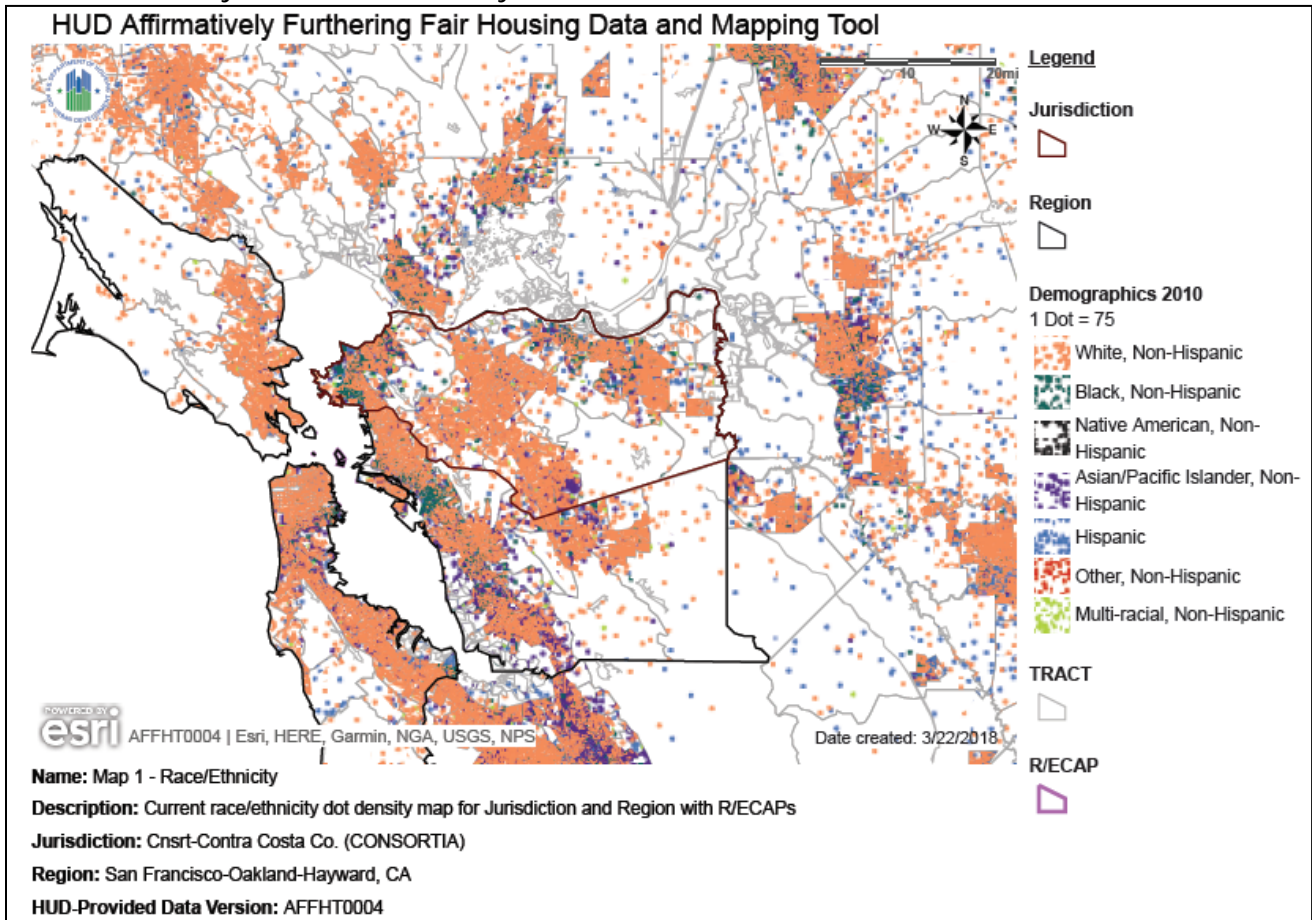 HUD Affirmatively Furthering Fair Housing Data and Mapping Tool
0 10 20mi
N
W E
S
Legend
Jurisdiction
Region
Demographics 2010
1 Dot = 75
White, Non-Hispanic
Black, Non-Hispanic
Native American, Non-
Hispanic
Asian/Pacific Islander, Non-
Hispanic
Hispanic
Other, Non-Hispanic
Multi-racial, Non-Hispanic
TRACT
R/ECAP
POWERED BY
esri
AFFHT0004 | Esri, HERE, Garmin, NGA, USGS, NPS
Date created: 3/22/2018
Name: Map 1 - Race/Ethnicity
Description: Current race/ethnicity dot density map for Jurisdiction and Region with R/ECAPs
Jurisdiction: Cnsrt-Contra Costa Co. (CONSORTIA)
Region: San Francisco-Oakland-Hayward, CA
HUD-Provided Data Version: AFFHT0004